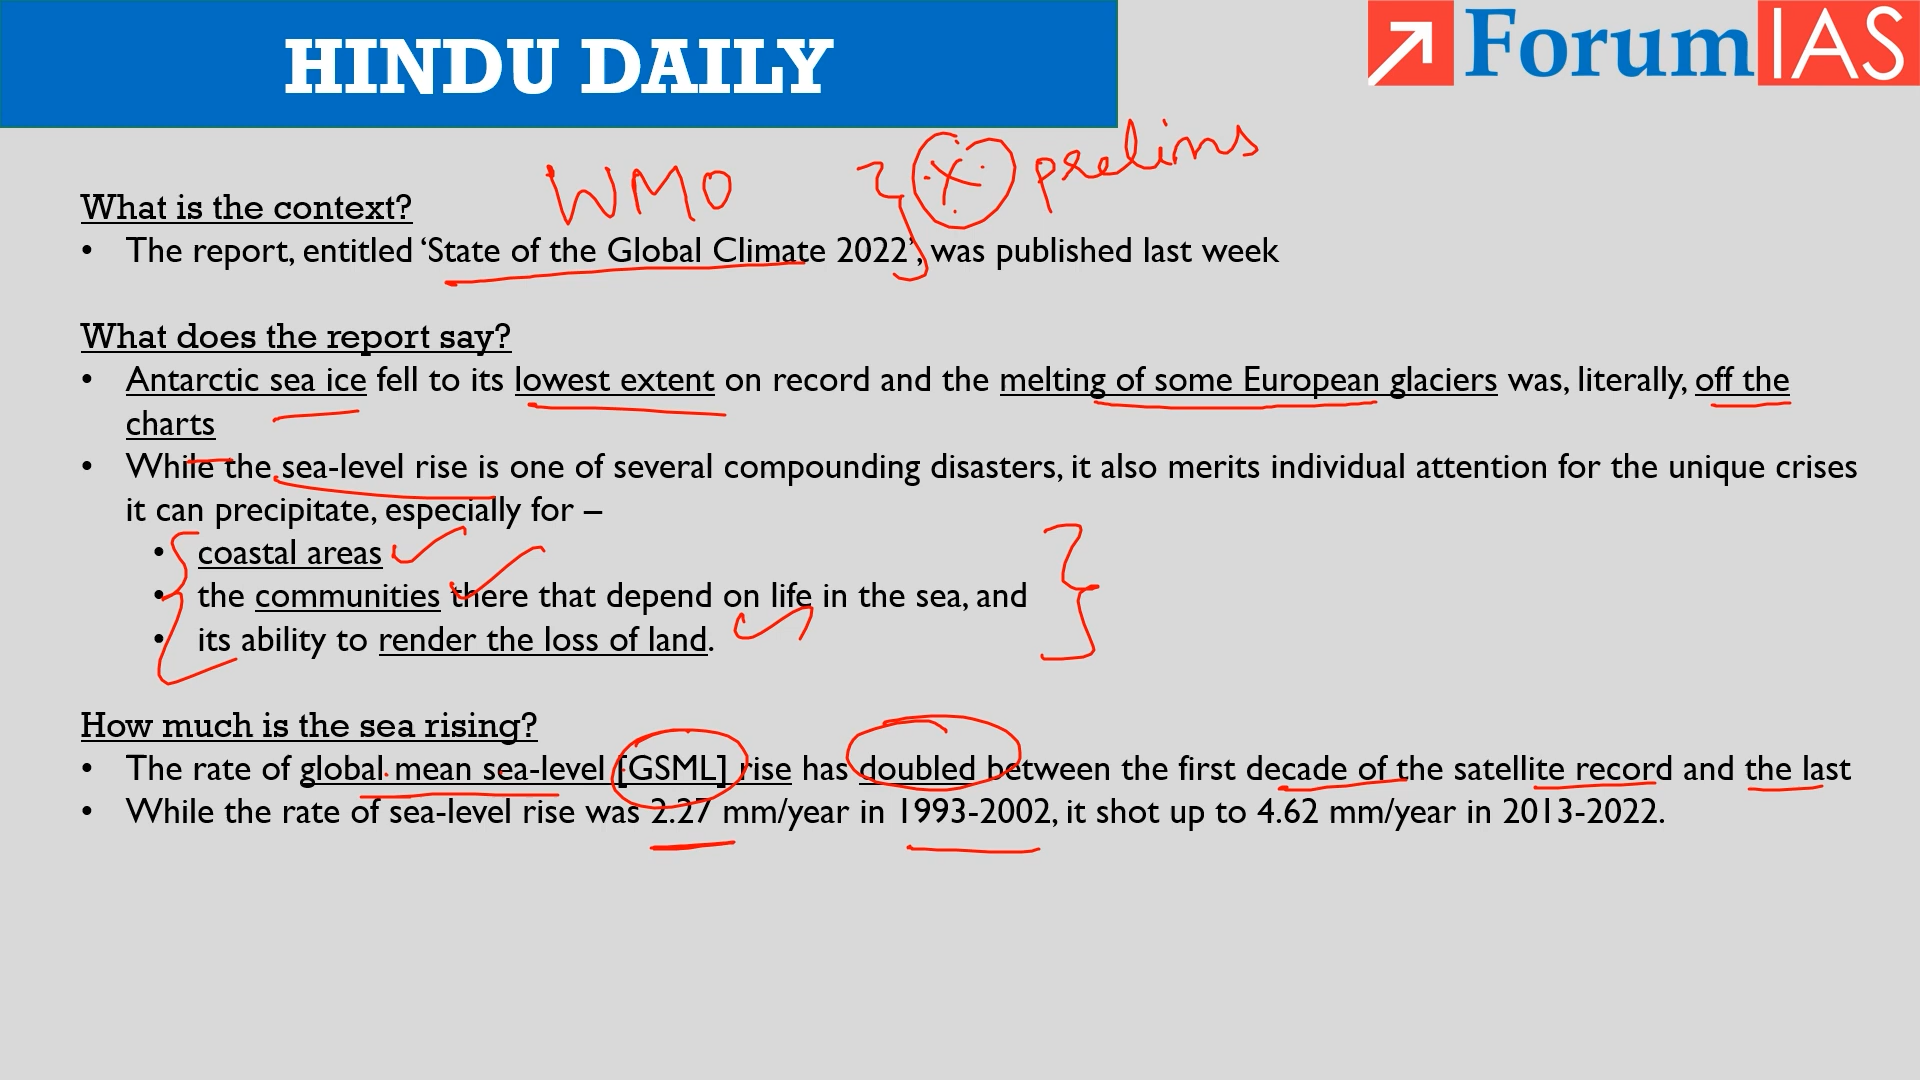 HINDU DAILY
ForumIAS
WMO
prelims
What is the context?
• The report, entitled ‘State of the Global Climate 2022’, was published last week
What does the report say?
• Antarctic sea ice fell to its lowest extent on record and the melting of some European glaciers was, literally, off the
charts
• While the sea-level rise is one of several compounding disasters, it also merits individual attention for the unique crises
it can precipitate, especially for –
• coastal areas
• the communities there that depend on life in the sea, and
• its ability to render the loss of land.
How much is the sea rising?
• The rate of global mean sea-level [GSML] rise has doubled between the first decade of the satellite record and the last
• While the rate of sea-level rise was 2.27 mm/year in 1993-2002, it shot up to 4.62 mm/year in 2013-2022.